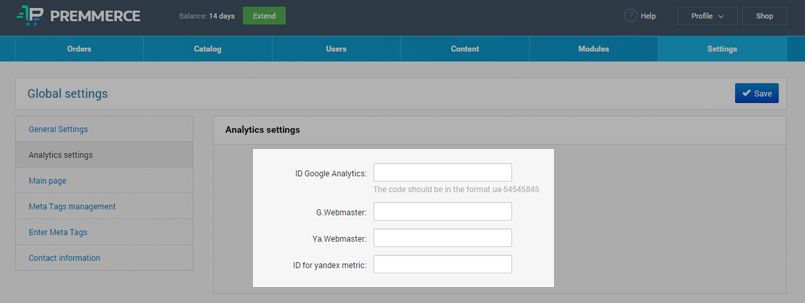 PREMMERCE Balance: 14 days Extend ? Help Profile Shop
Orders Catalog Users Content Modules Settings
Global settings Save
General Settings
Analytics settings
Main page
Meta Tags management
Enter Meta Tags
Contact information
Analytics settings
ID Google Analytics:
The code should be in the format ua-54545845
G.Webmaster:
Ya.Webmaster:
ID for yandex metric: